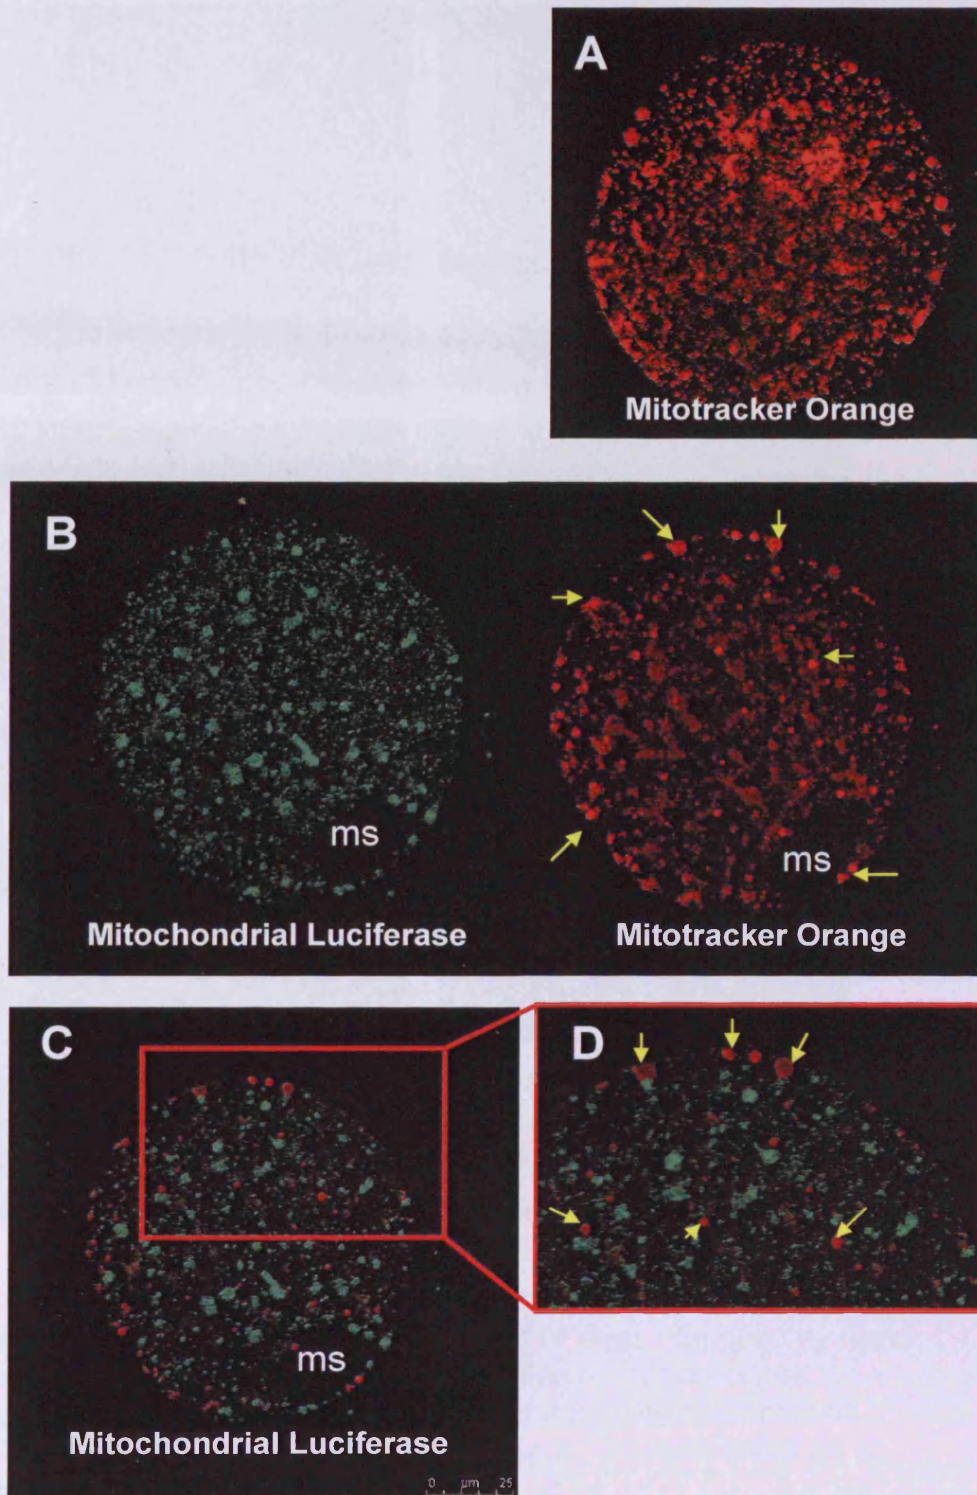 A
Mitotracker Orange
B
ms
Mitochondrial Luciferase
ms
Mitotracker Orange
C
ms
Mitochondrial Luciferase
0 µm 25
D